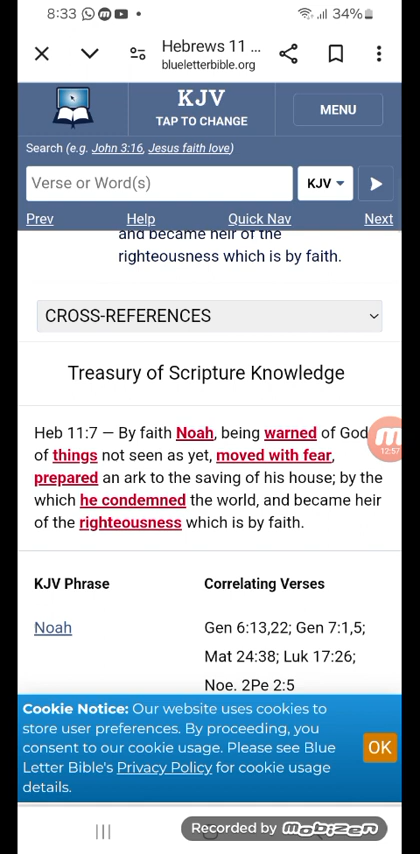 8:33 34%
Hebrews 11 ...
blueletterbible.org
KJV
TAP TO CHANGE
MENU
Search (e.g. John 3:16, Jesus faith love)
Verse or Word(s) KJV
Prev Help Quick Nav Next
and became heir of the
righteousness which is by faith.
CROSS-REFERENCES
Treasury of Scripture Knowledge
Heb 11:7 — By faith Noah, being warned of God
of things not seen as yet, moved with fear,
prepared an ark to the saving of his house; by the
which he condemned the world, and became heir
of the righteousness which is by faith.
12:57
KJV Phrase Correlating Verses
Noah Gen 6:13,22; Gen 7:1,5;
Mat 24:38; Luk 17:26;
Noe. 2Pe 2:5
Cookie Notice: Our website uses cookies to
store user preferences. By proceeding, you
consent to our cookie usage. Please see Blue
Letter Bible's Privacy Policy for cookie usage
details.
OK
Recorded by mobizen